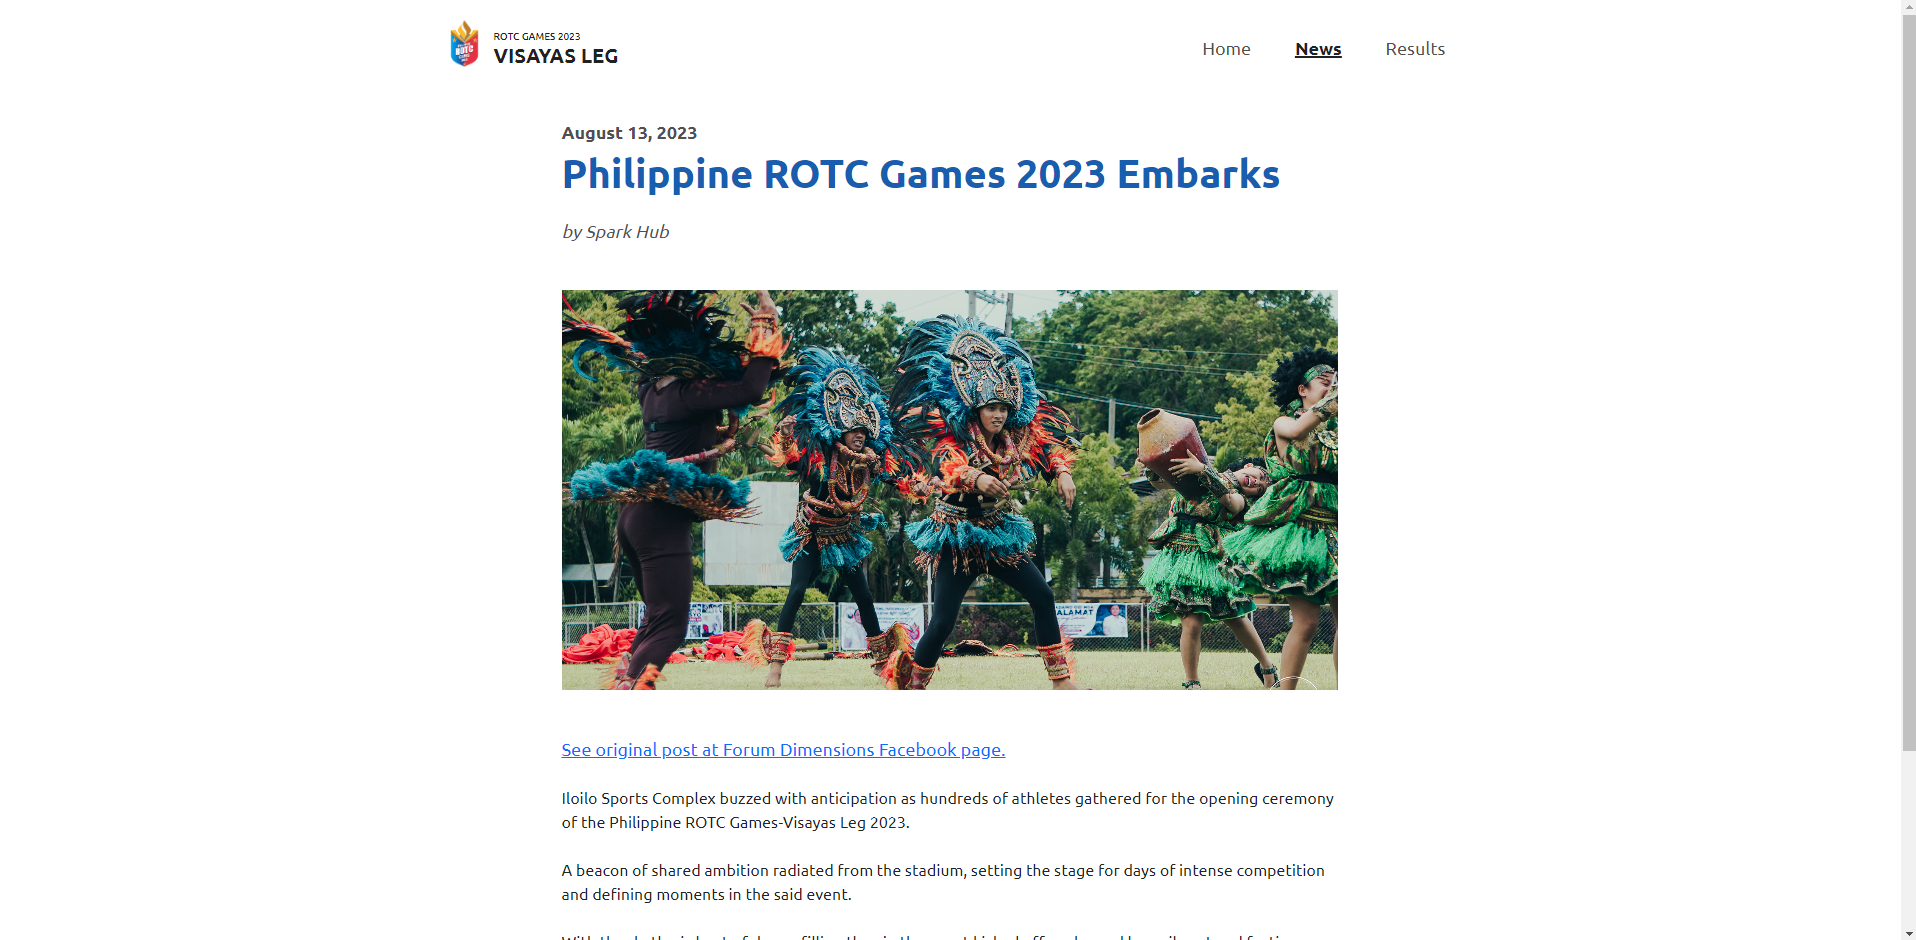 ROTC GAMES 2023
VISAYAS LEG
Home
News
Results
August 13, 2023
Philippine ROTC Games 2023 Embarks
by Spark Hub
See original post at Forum Dimensions Facebook page.
Iloilo Sports Complex buzzed with anticipation as hundreds of athletes gathered for the opening ceremony
of the Philippine ROTC Games-Visayas Leg 2023.
A beacon of shared ambition radiated from the stadium, setting the stage for days of intense competition
and defining moments in the said event.